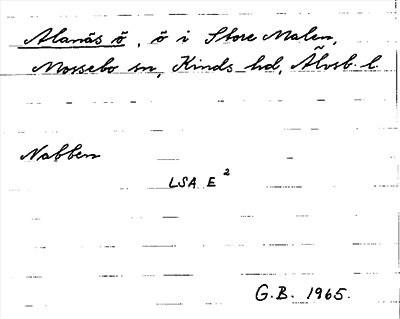 Alanäs ö, ö i Store Malen,
Mossebo sn, Kinds hd, Älvsb. l.
Nabben
LSA E²
G.B. 1965.